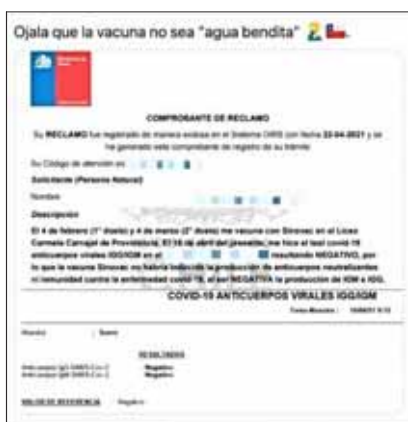 Ojala que la vacuna no sea "agua bendita"
COMPROBANTE DE RECLAMO
Su RECLAMO fue registrado de manera exitosa en el Sistema OIRS con fecha 22-04-2021 y se
ha generado este comprobante de registro de su trámite
Su Código de atención es
Solicitante (Persona Natural)
Nombre
Descripción
El 4 de febrero (1° dosis) y 4 de marzo (2° dosis) me vacune con Sinovac en el Liceo
Carmela Carvajal de Providencia. El 16 de abril del presente, me hice el test covid-19
anticuerpos virales IGG/IGM en el resultando NEGATIVO, por
lo que la vacuna Sinovac no habría inducido la producción de anticuerpos neutralizantes
ni inmunidad contra la enfermedad covid-19, al ser NEGATIVA la producción de IGM e IGG.
COVID-19 ANTICUERPOS VIRALES IGG/IGM
Toma Muestra :
: Suero
RESULTADOS
Negativo
Negativo
VALOR DE REFERENCIA Negativo